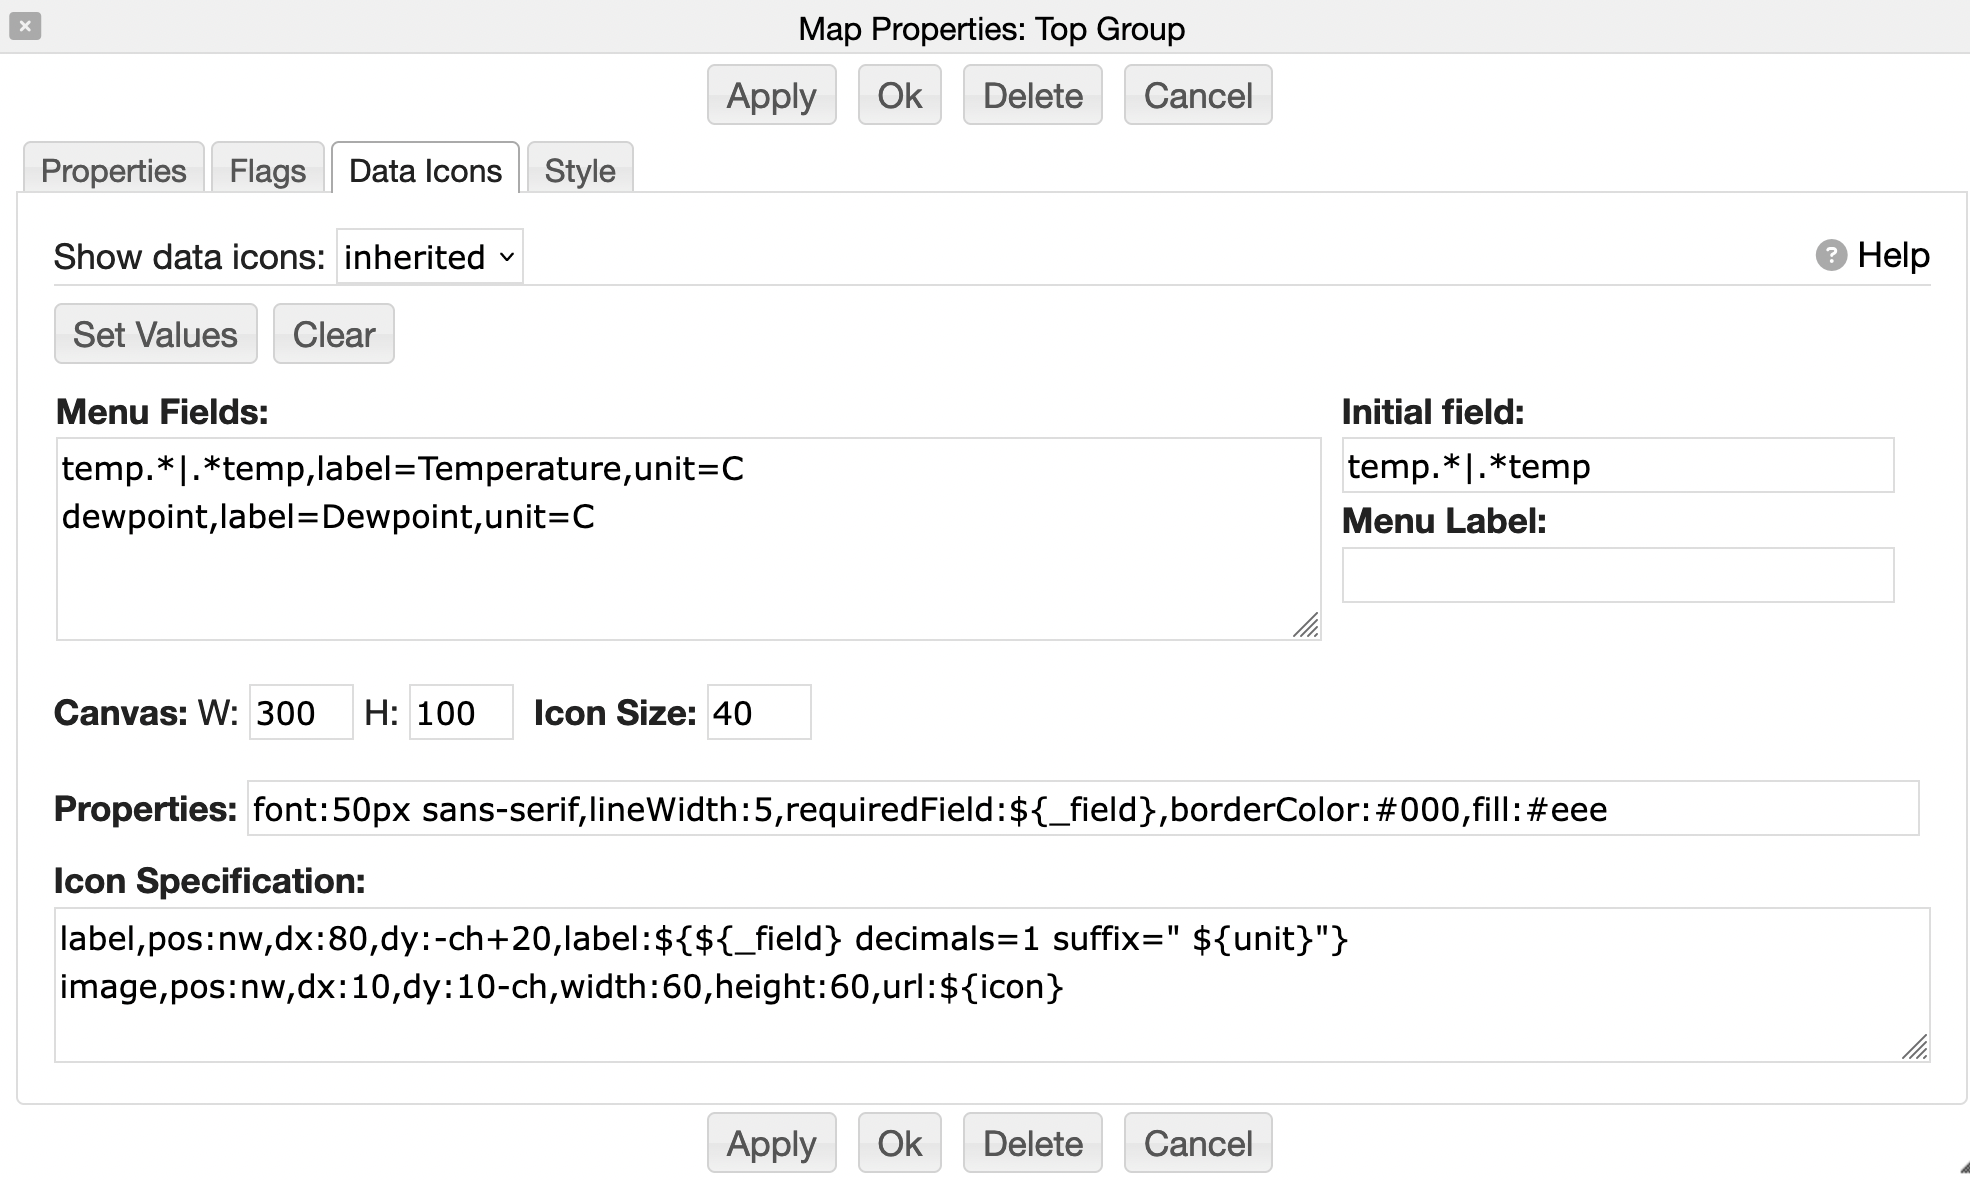 Map Properties: Top Group
Apply Ok Delete Cancel
Properties Flags Data Icons Style
Show data icons: inherited ? Help
Set Values Clear
Menu Fields: Initial field:
temp.*|.*temp,label=Temperature,unit=C temp.*|.*temp
dewpoint,label=Dewpoint,unit=C
Menu Label:
Canvas: W: 300 H: 100 Icon Size: 40
Properties: font:50px sans-serif,lineWidth:5,requiredField:${_field},borderColor:#000,fill:#eee
Icon Specification:
label,pos:nw,dx:80,dy:-ch+20,label:${${_field} decimals=1 suffix=" ${unit}"}
image,pos:nw,dx:10,dy:10-ch,width:60,height:60,url:${icon}
Apply Ok Delete Cancel